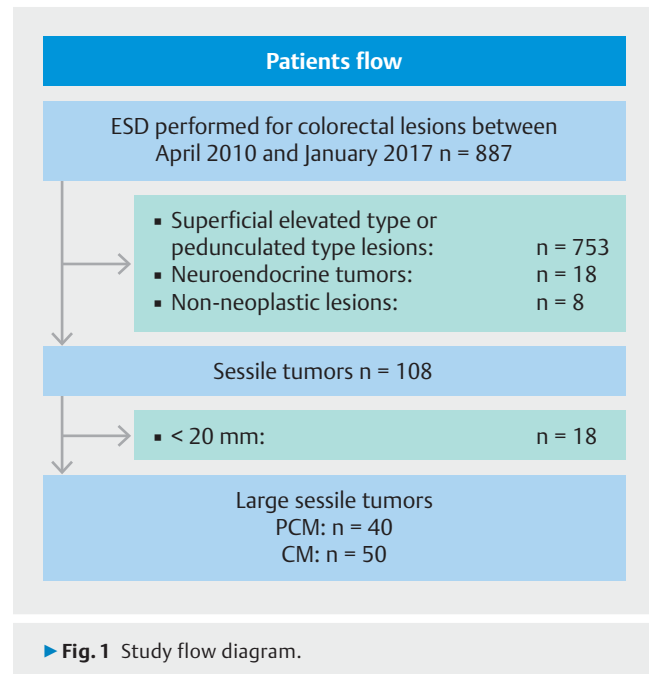 Patients flow
ESD performed for colorectal lesions between
April 2010 and January 2017 n = 887
▪ Superficial elevated type or
pedunculated type lesions: n = 753
▪ Neuroendocrine tumors: n = 18
▪ Non-neoplastic lesions: n = 8
Sessile tumors n = 108
▪ < 20 mm: n = 18
Large sessile tumors
PCM: n = 40
CM: n = 50
▶ Fig. 1 Study flow diagram.